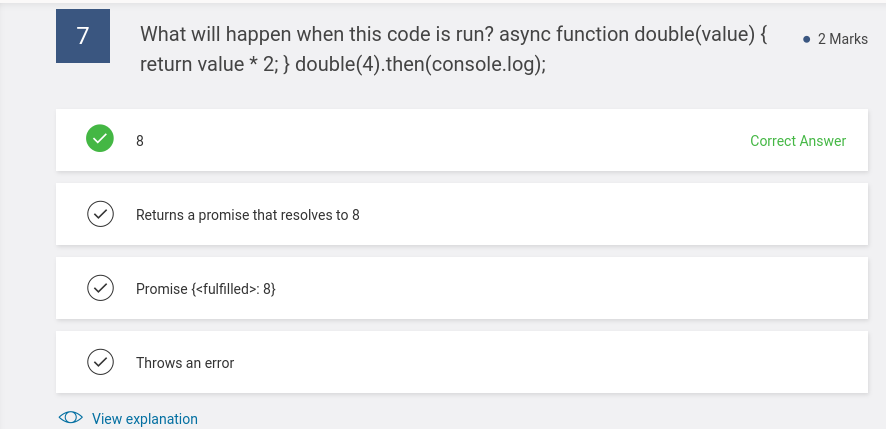 7
What will happen when this code is run? async function double(value) {
return value * 2; } double(4).then(console.log);
2 Marks
8
Correct Answer
Returns a promise that resolves to 8
Promise {<fulfilled>: 8}
Throws an error
View explanation